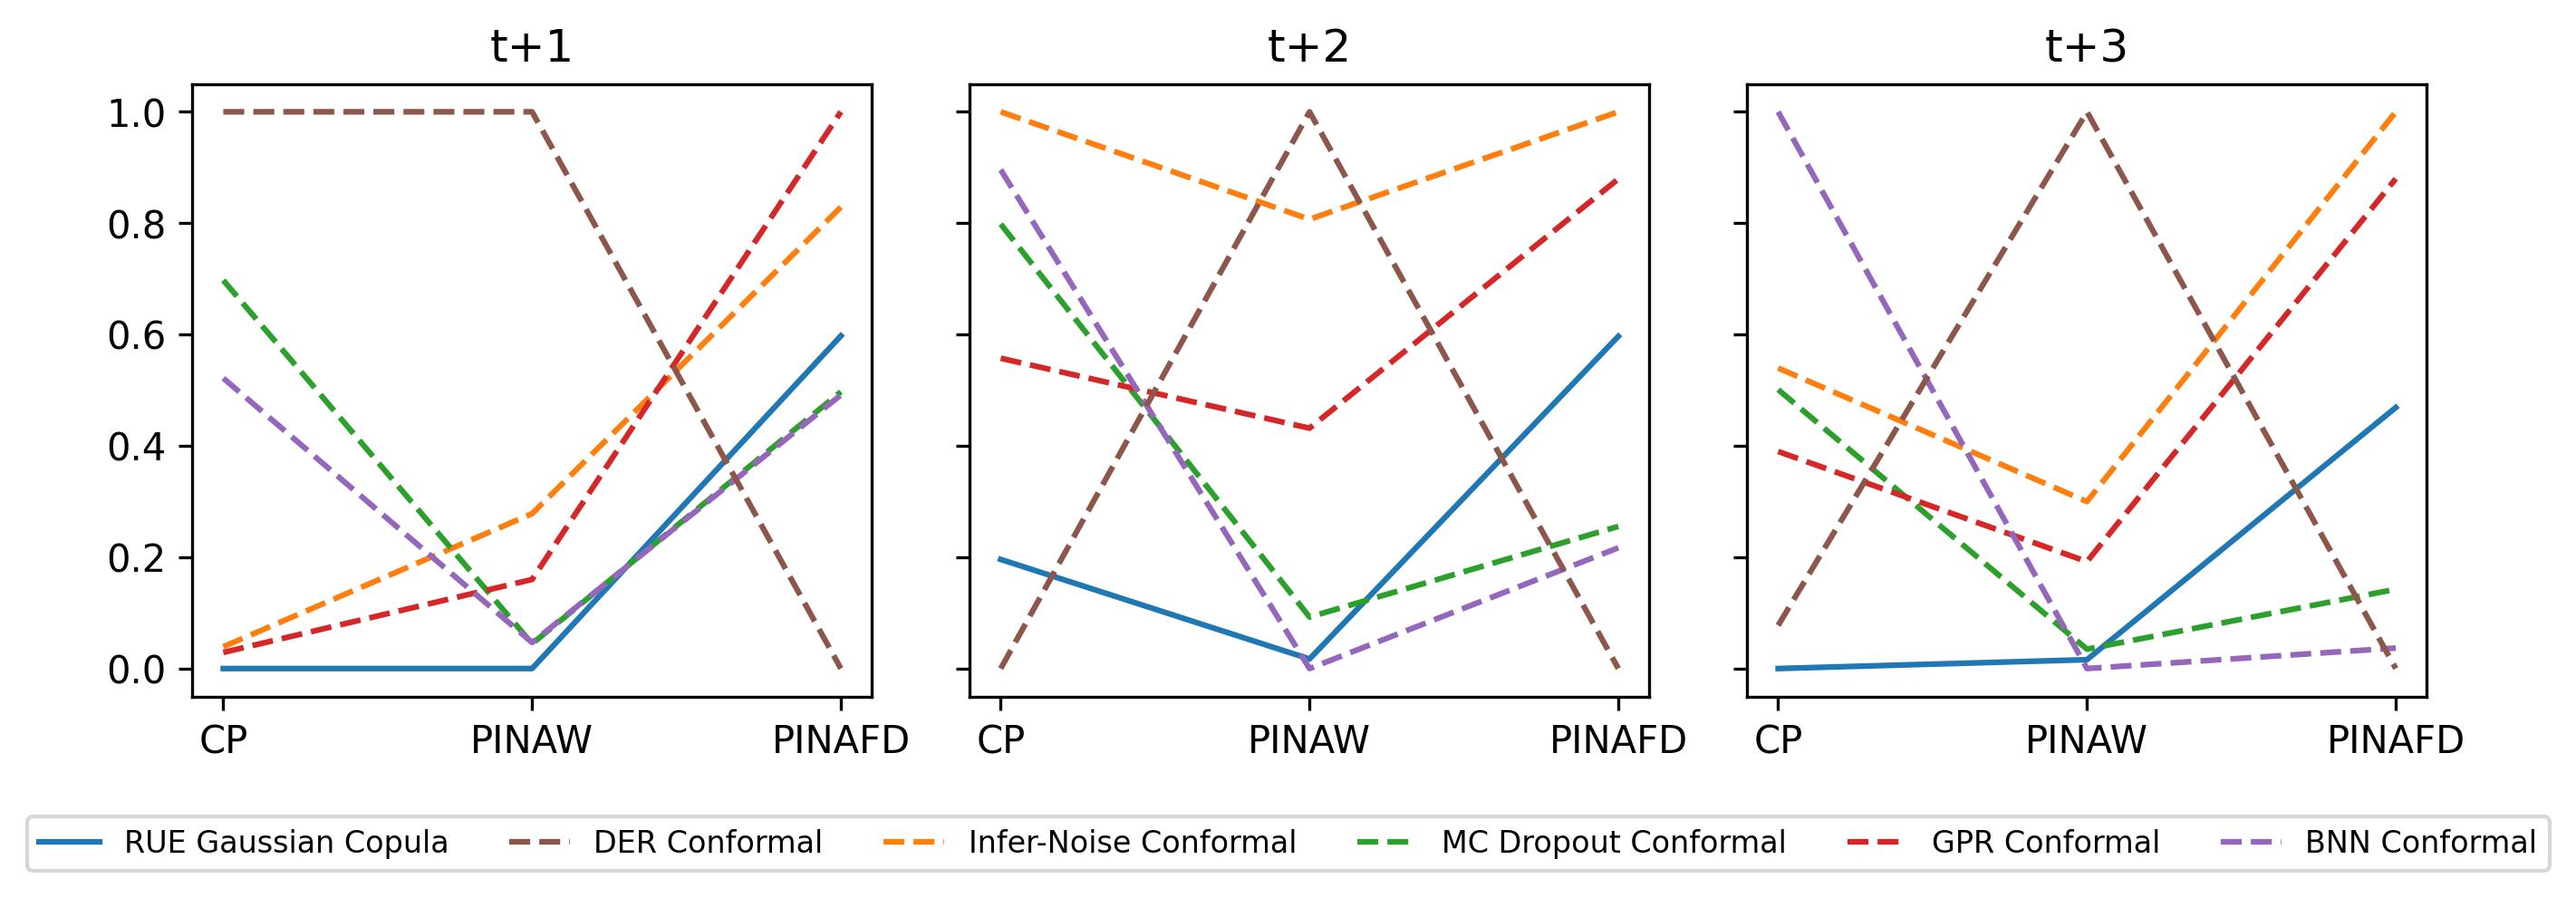 t+1 t+2 t+3
1.0
0.8
0.6
0.4
0.2
0.0
CP PINAW PINAFD CP PINAW PINAFD CP PINAW PINAFD
RUE Gaussian Copula DER Conformal Infer-Noise Conformal MC Dropout Conformal GPR Conformal BNN Conformal